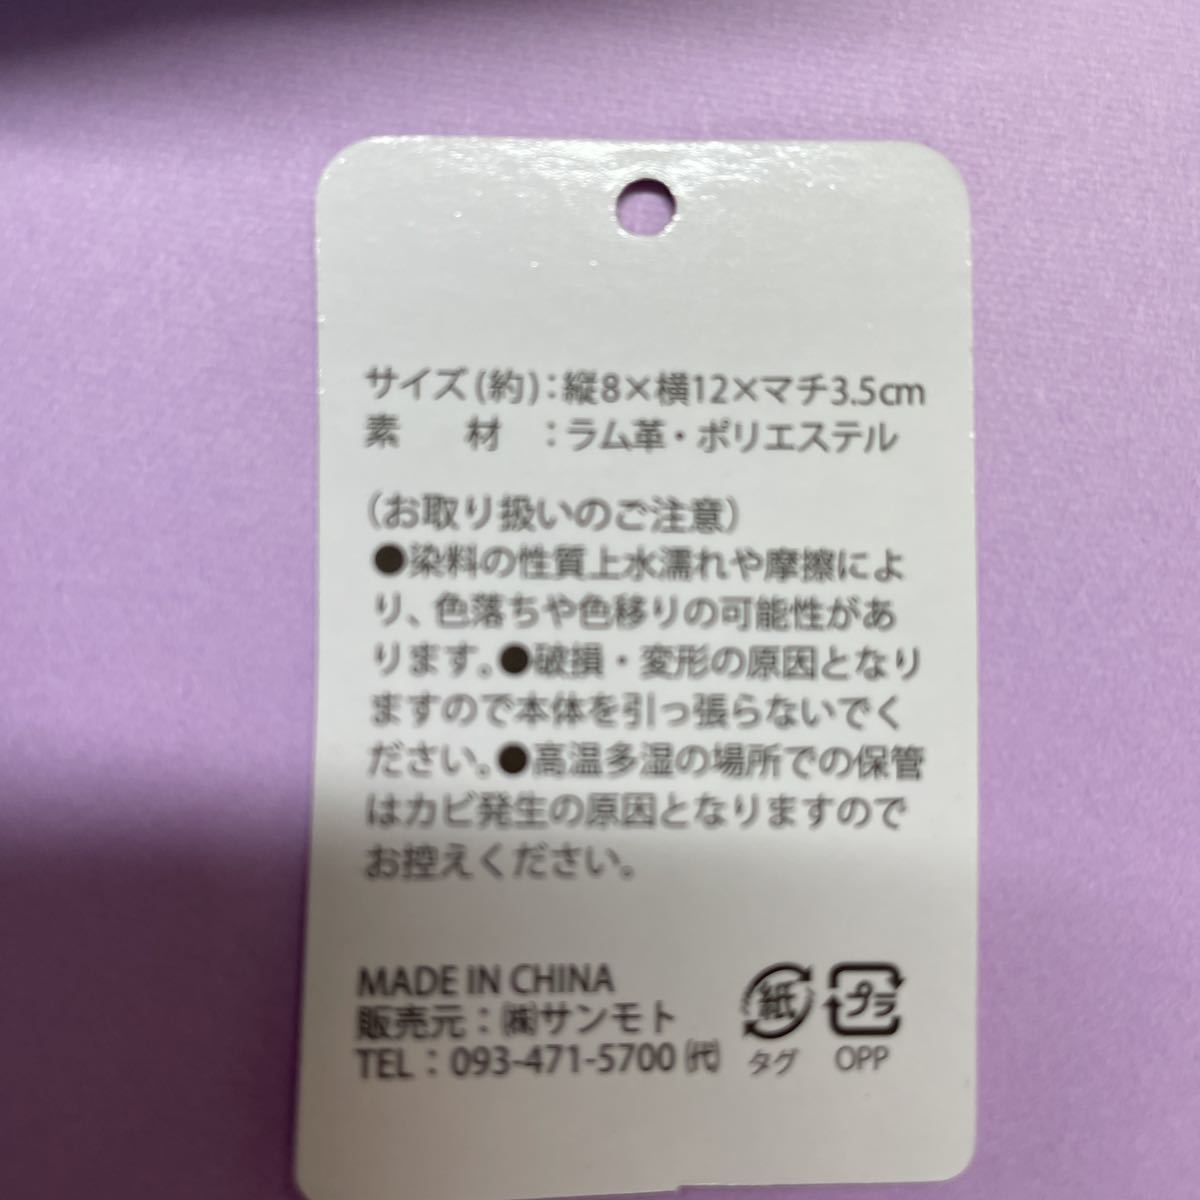 サイズ(約):縦8×横12×マチ3.5cm
素　材　:ラム革・ポリエステル
(お取り扱いのご注意)
●染料の性質上水濡れや摩擦によ
り、色落ちや色移りの可能性があ
ります。●破損・変形の原因となり
ますので本体を引っ張らないでく
ださい。●高温多湿の場所での保管
はカビ発生の原因となりますので
お控えください。
MADE IN CHINA
販売元:㈱サンモト
TEL:093-471-5700㈹
紙
タグ
プラ
OPP